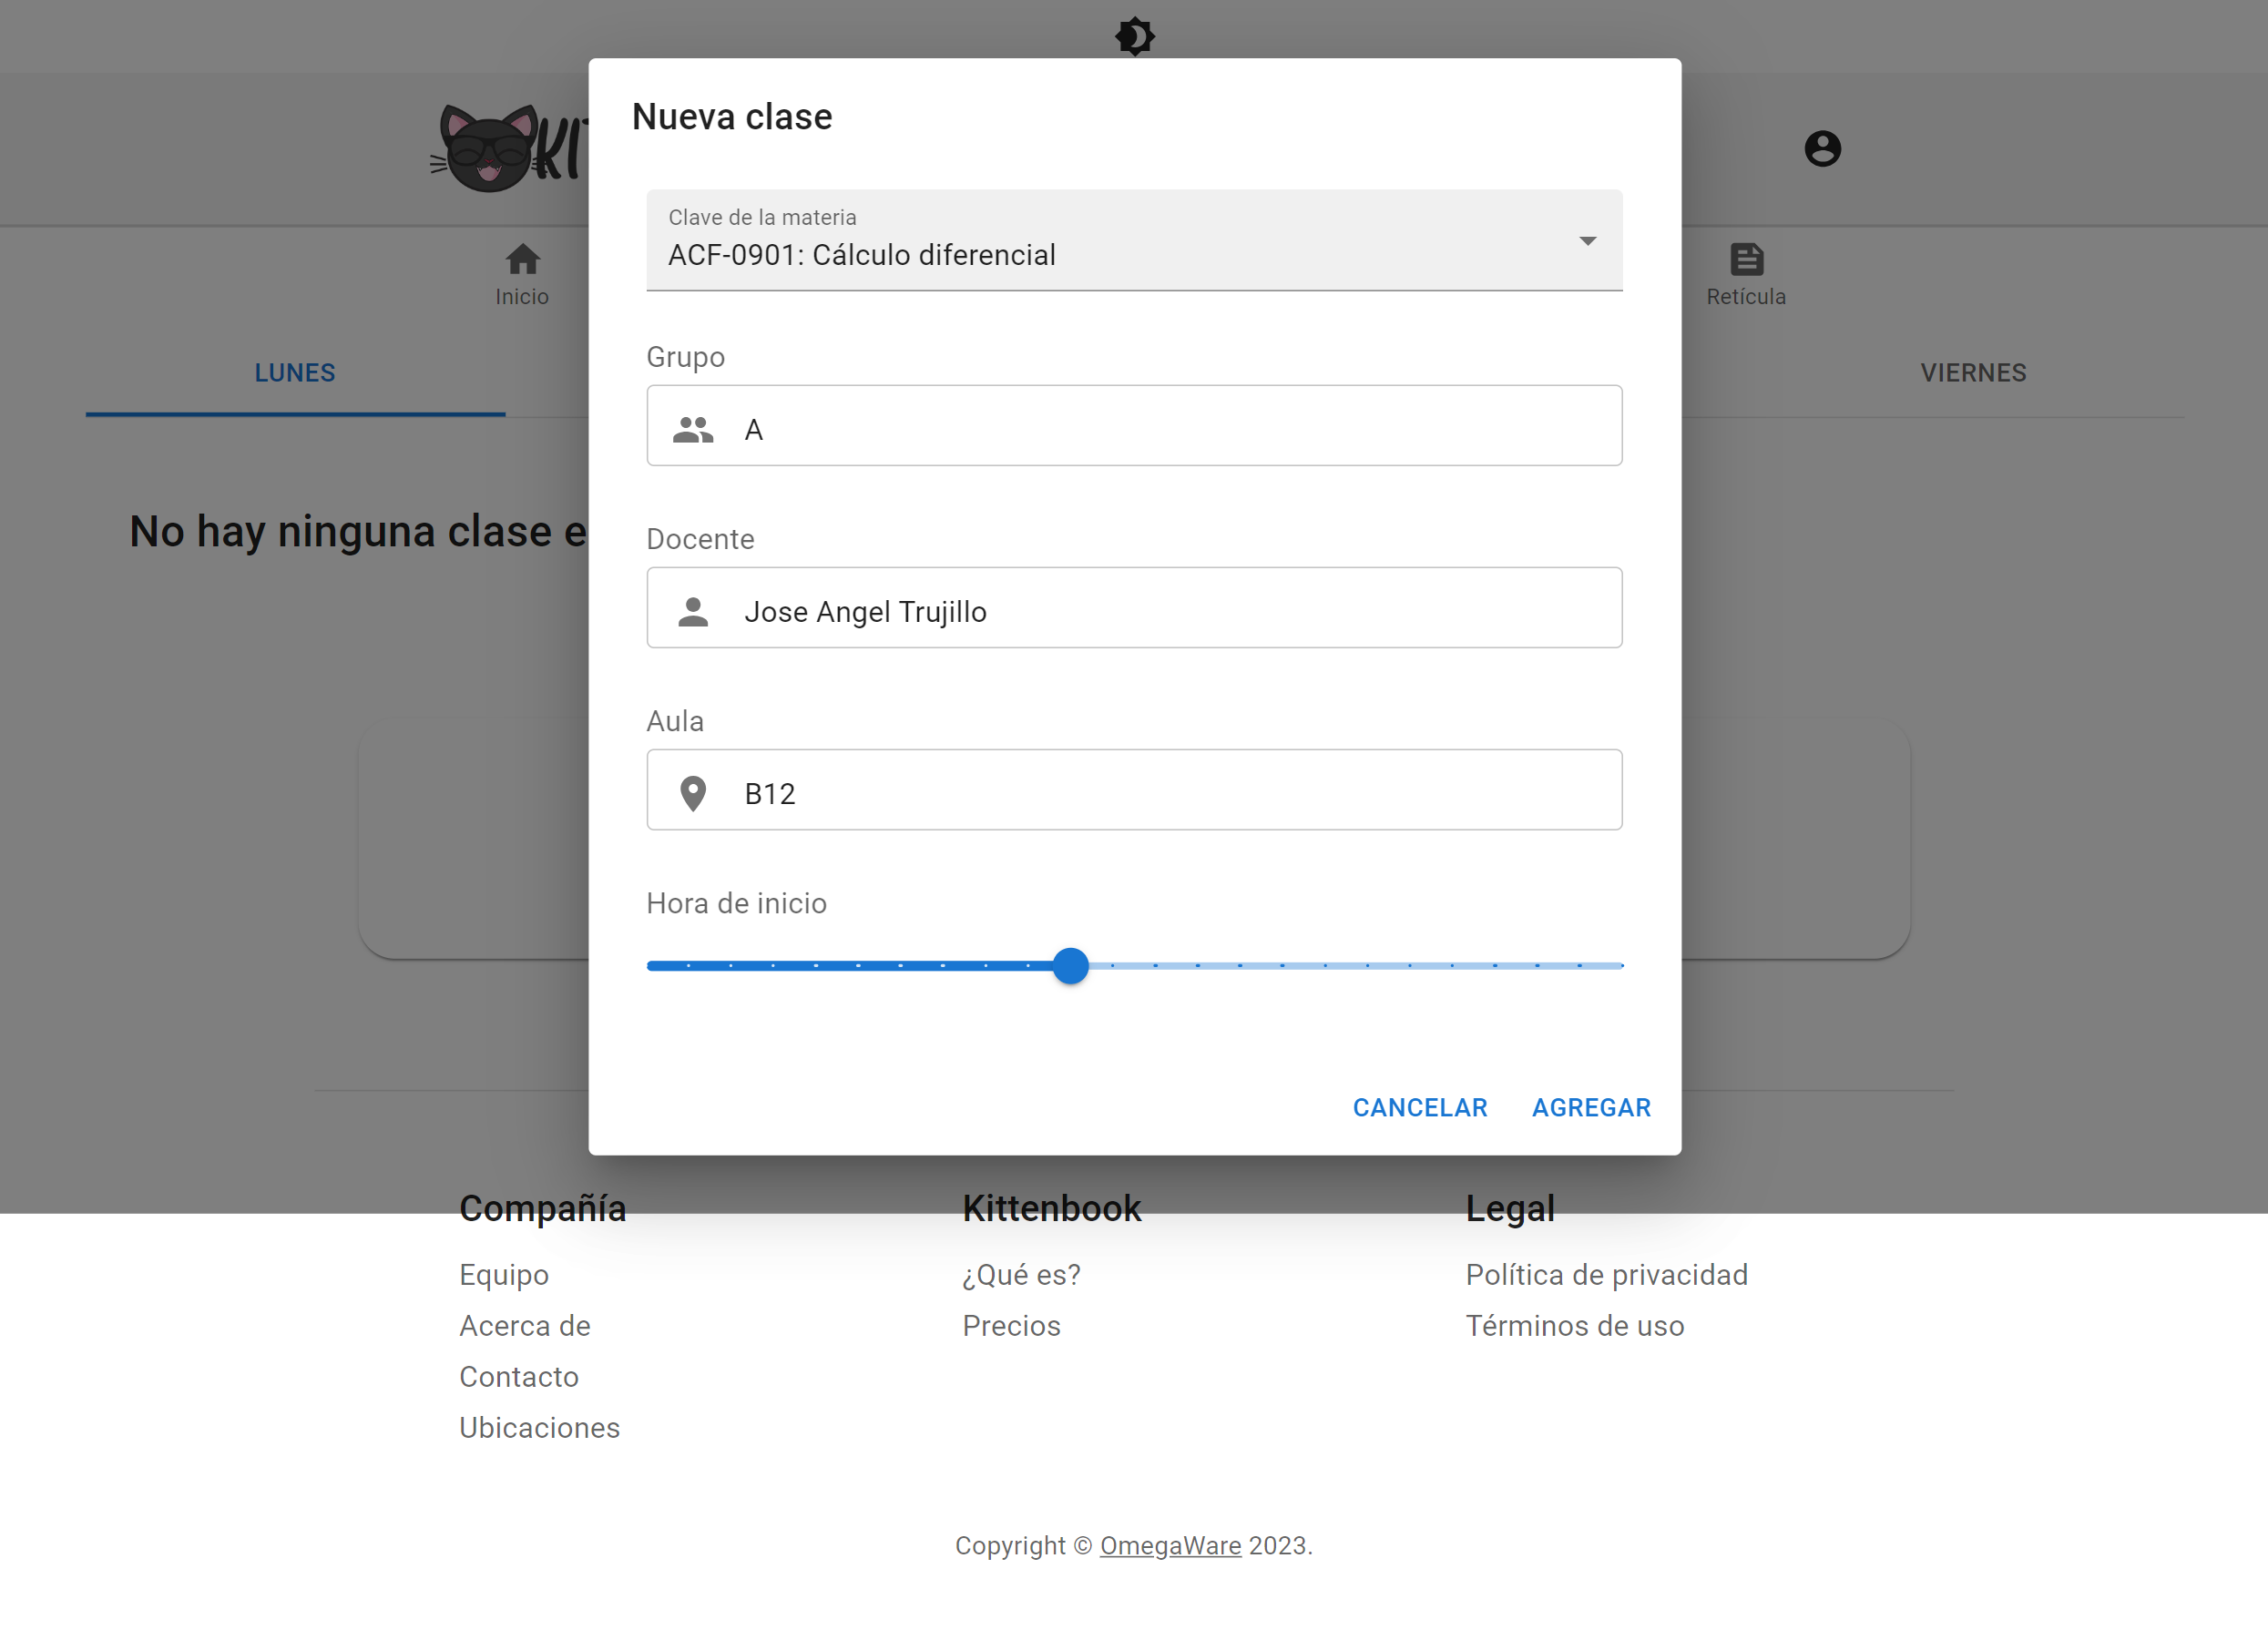 Nueva clase
Clave de la materia
ACF-0901: Cálculo diferencial
Inicio
Retícula
LUNES
VIERNES
Grupo
A
No hay ninguna clase
Docente
Jose Angel Trujillo
Aula
B12
Hora de inicio
CANCELAR AGREGAR
Compañía
Equipo
Acerca de
Contacto
Ubicaciones
Kittenbook
¿Qué es?
Precios
Legal
Política de privacidad
Términos de uso
Copyright © OmegaWare 2023.